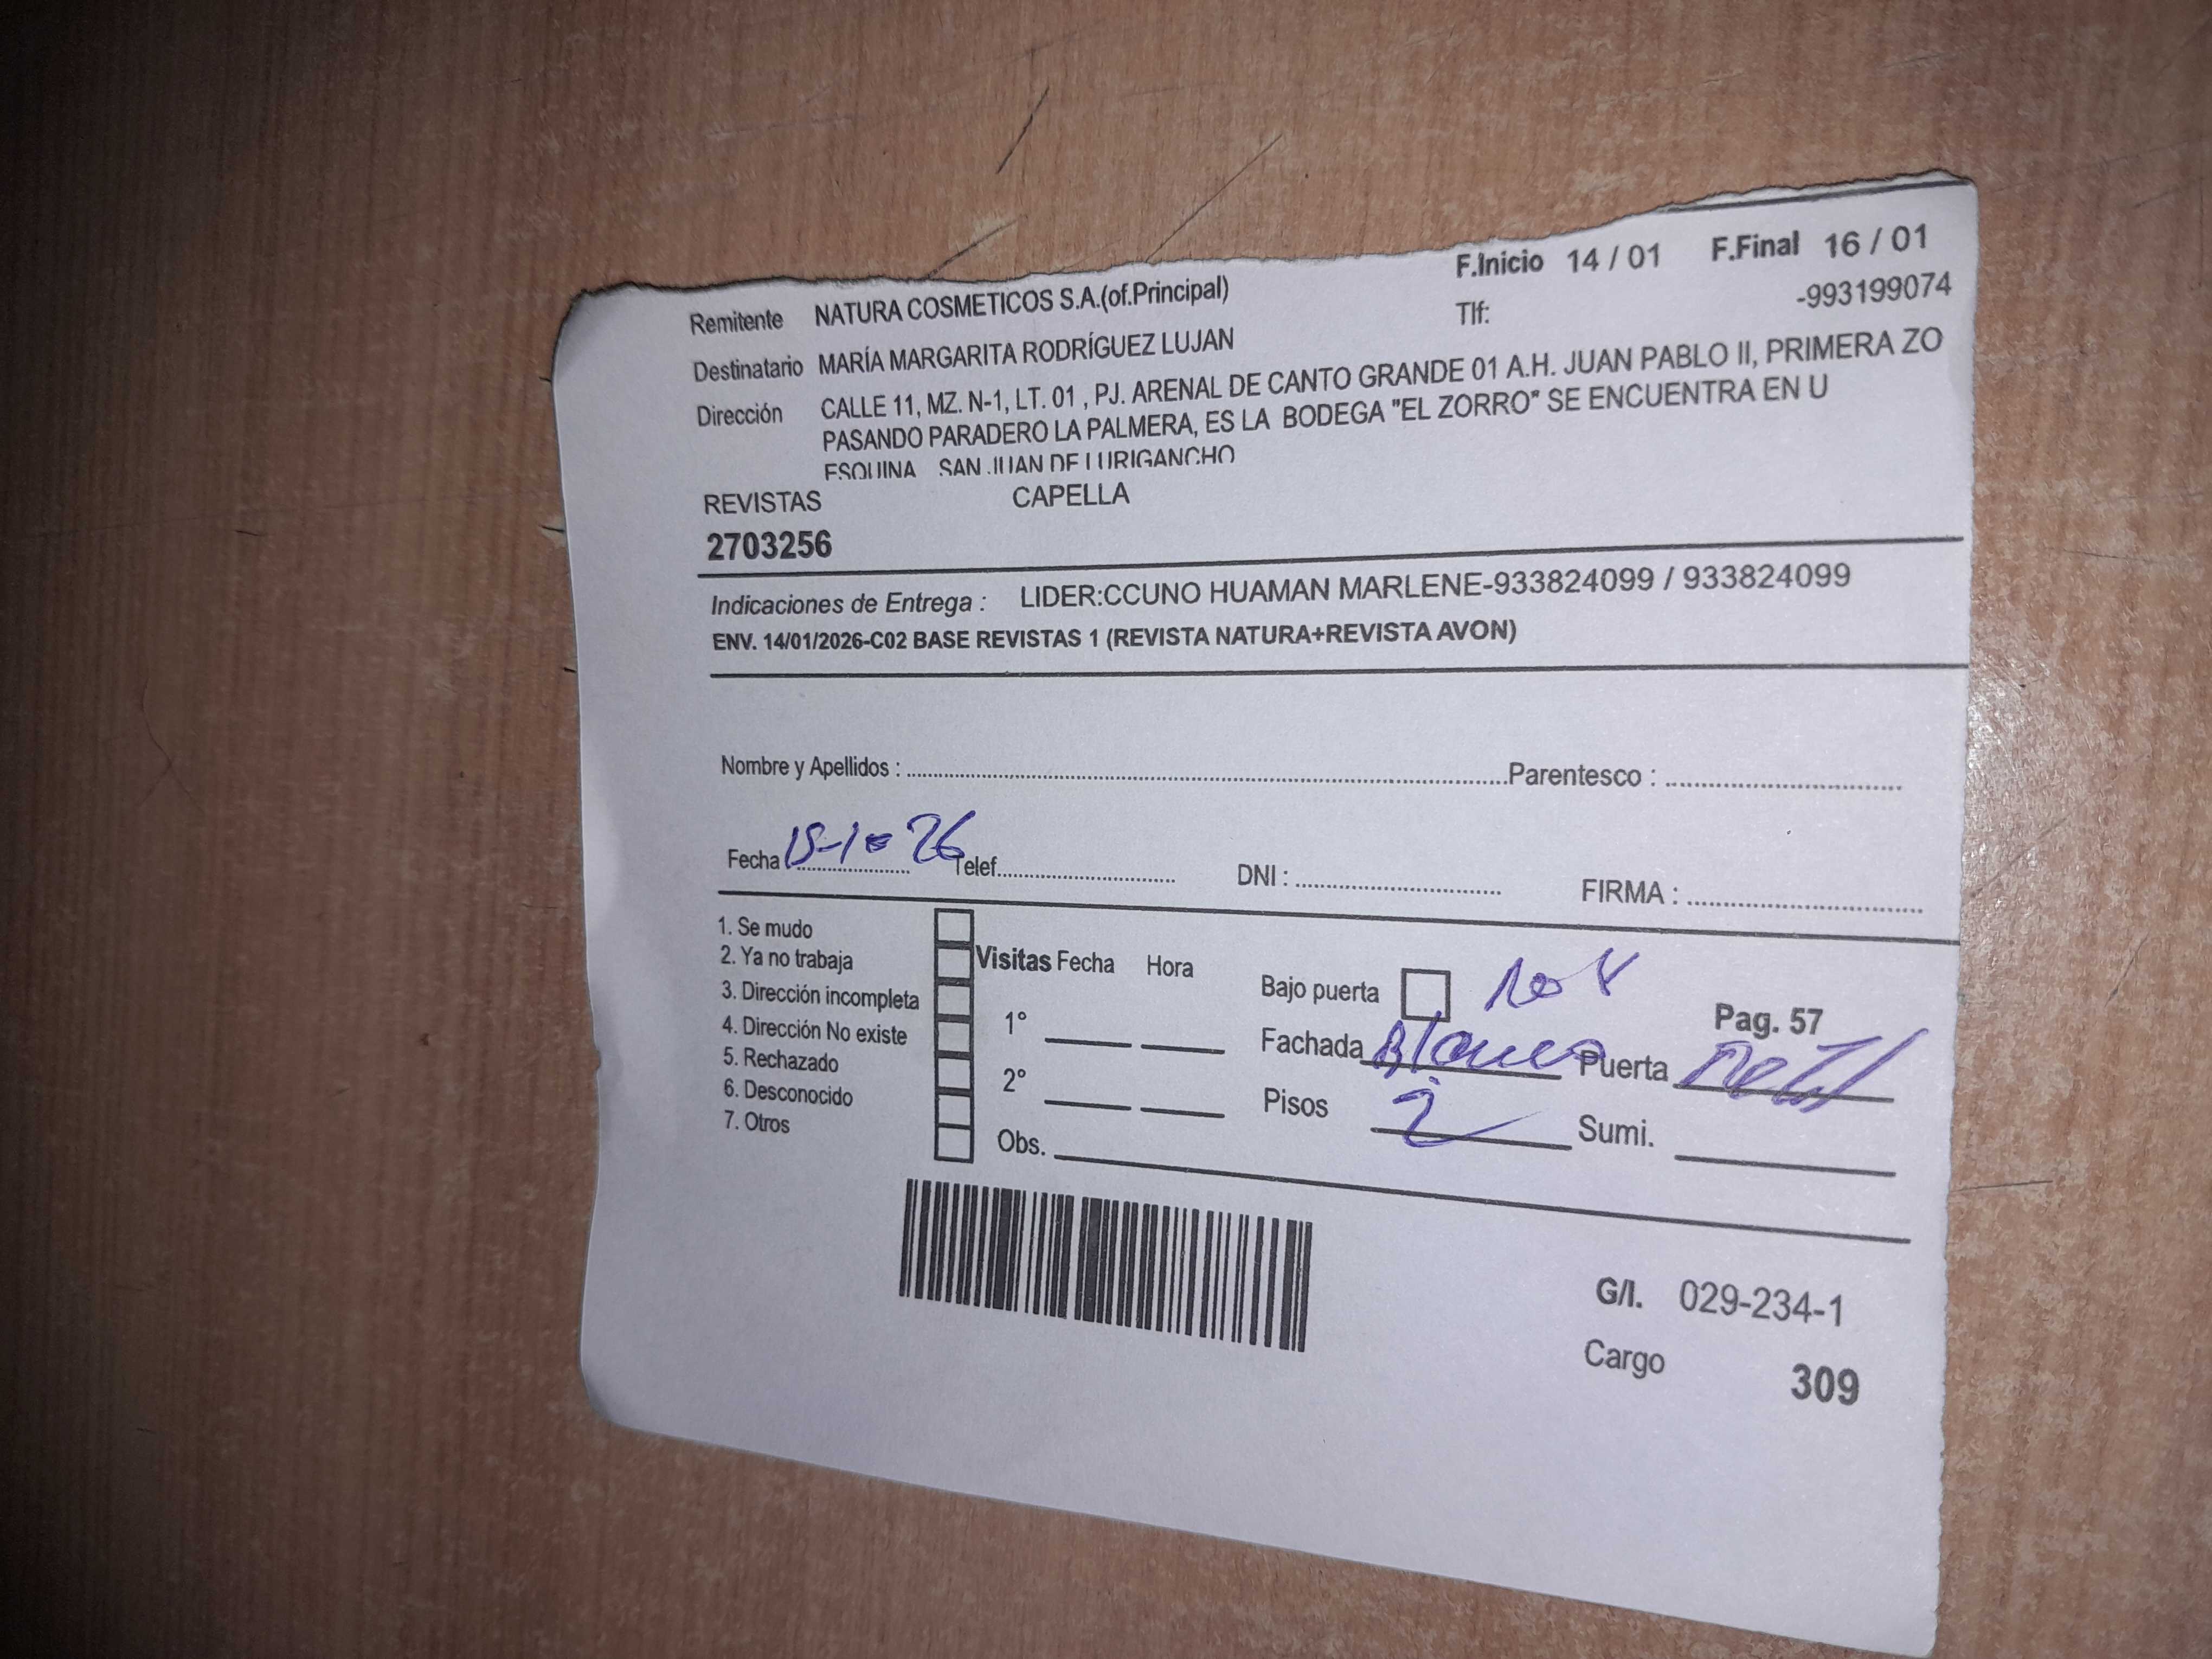 F.Inicio 14 / 01 F.Final 16 / 01
Remitente NATURA COSMETICOS S.A.(of.Principal) Tlf: -993199074
Destinatario MARÍA MARGARITA RODRÍGUEZ LUJAN
Dirección CALLE 11, MZ. N-1, LT. 01 , PJ. ARENAL DE CANTO GRANDE 01 A.H. JUAN PABLO II, PRIMERA ZO
PASANDO PARADERO LA PALMERA, ES LA BODEGA "EL ZORRO" SE ENCUENTRA EN U
ESQUINA SAN JUAN DE LURIGANCHO
REVISTAS CAPELLA
2703256
Indicaciones de Entrega : LIDER:CCUNO HUAMAN MARLENE-933824099 / 933824099
ENV. 14/01/2026-C02 BASE REVISTAS 1 (REVISTA NATURA+REVISTA AVON)
Nombre y Apellidos : Parentesco :
Fecha 15-1-26 Telef. DNI : FIRMA :
1. Se mudo
2. Ya no trabaja
3. Dirección incompleta
4. Dirección No existe
5. Rechazado
6. Desconocido
7. Otros
Visitas Fecha Hora
1°
2°
Obs.
Bajo puerta
Pag. 57
Fachada Blanco Puerta
Pisos 2 Sumi.
G/I. 029-234-1
Cargo 309